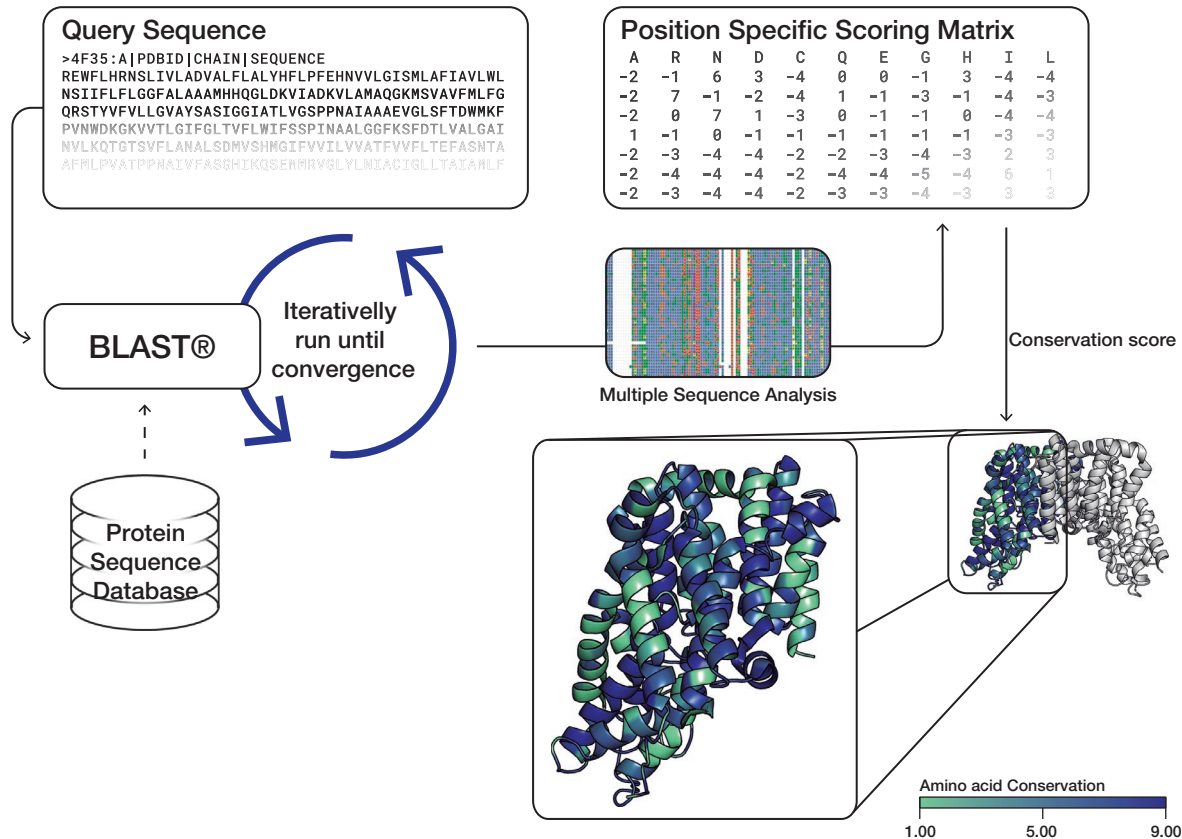 Query Sequence
>4F35:A|PDBID|CHAIN|SEQUENCE
REWFLHRNSLIVLADVALFLALYHFLPFEHNVVLGISMLAFIAVLWL
NSIIFLFLGGFALAAAMHHQGLDKVIADKVLAMAQGKMSVAVFMLFG
QRSTYVFVLLGVAYSASIGGIATLVGSPPNAIAAAEVGLSFTDWMKF
PVNWDKGKVVTLGIFGLTVFLWIFSSPINAALGGFKSFDTLVALGAI
NVLKQTGTSVFLANALSDMVSHMGIFVVILVVATFVVFLTEFASNTA
AFMLPVATPPNAIVFASGHIKQSEMMRVGLYLNIACIGLLTAIAMLF
Position Specific Scoring Matrix
A R N D C Q E G H I L
-2 -1 6 3 -4 0 0 -1 3 -4 -4
-2 7 -1 -2 -4 1 -1 -3 -1 -4 -3
-2 0 7 1 -3 0 -1 -1 0 -4 -4
1 -1 0 -1 -1 -1 -1 -1 -1 -3 -3
-2 -3 -4 -4 -2 -2 -3 -4 -3 2 3
-2 -4 -4 -4 -2 -4 -4 -5 -4 6 1
-2 -3 -4 -4 -2 -3 -3 -4 -3 3 3
BLAST®
Iterativelly
run until
convergence
Multiple Sequence Analysis
Conservation score
Protein
Sequence
Database
Amino acid Conservation
1.00 5.00 9.00